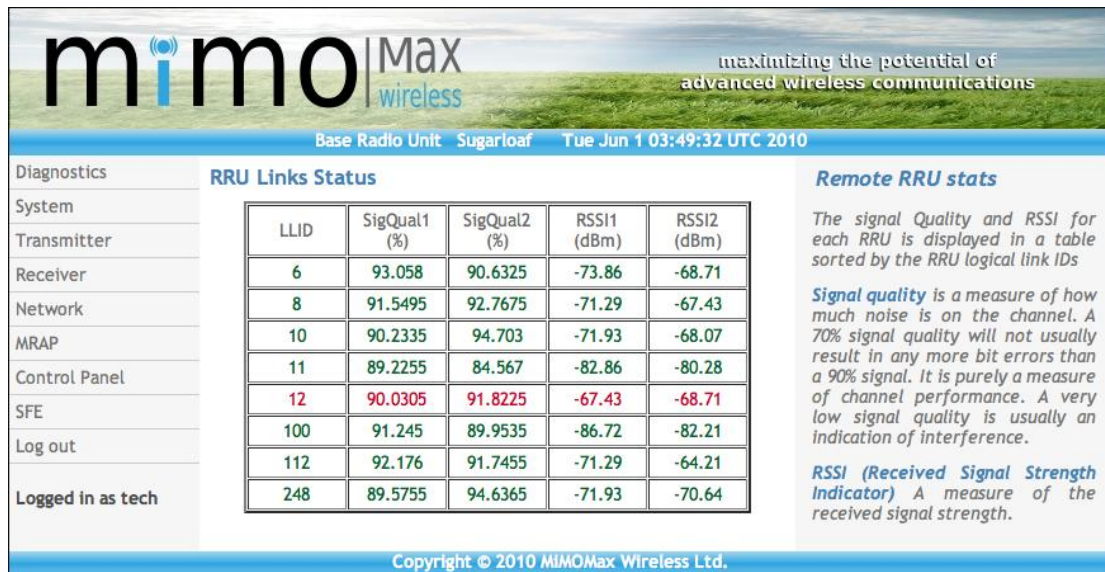 mimo Max
wireless
maximizing the potential of
advanced wireless communications
Base Radio Unit Sugarloaf Tue Jun 1 03:49:32 UTC 2010
Diagnostics
System
Transmitter
Receiver
Network
MRAP
Control Panel
SFE
Log out
Logged in as tech
RRU Links Status
LLID SigQual1 (%) SigQual2 (%) RSSI1 (dBm) RSSI2 (dBm)
6 93.058 90.6325 -73.86 -68.71
8 91.5495 92.7675 -71.29 -67.43
10 90.2335 94.703 -71.93 -68.07
11 89.2255 84.567 -82.86 -80.28
12 90.0305 91.8225 -67.43 -68.71
100 91.245 89.9535 -86.72 -82.21
112 92.176 91.7455 -71.29 -64.21
248 89.5755 94.6365 -71.93 -70.64
Remote RRU stats
The signal Quality and RSSI for
each RRU is displayed in a table
sorted by the RRU logical link IDs
Signal quality is a measure of how
much noise is on the channel. A
70% signal quality will not usually
result in any more bit errors than
a 90% signal. It is purely a measure
of channel performance. A very
low signal quality is usually an
indication of interference.
RSSI (Received Signal Strength
Indicator) A measure of the
received signal strength.
Copyright © 2010 MiMOMax Wireless Ltd.